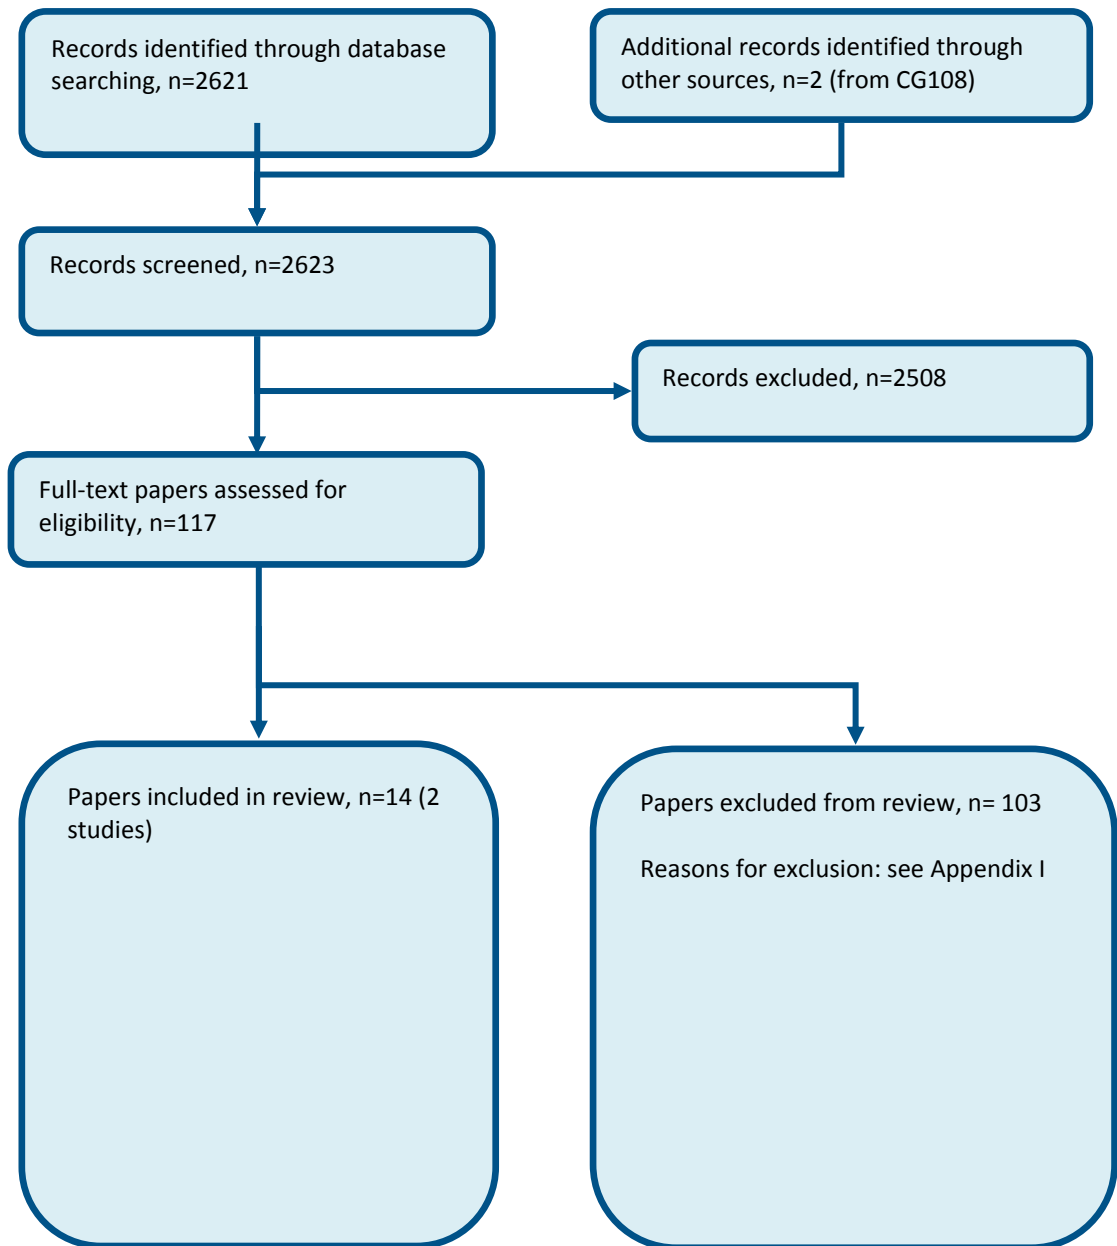 Records identified through database
searching, n=2621
Additional records identified through
other sources, n=2 (from CG108)
Records screened, n=2623
Records excluded, n=2508
Full-text papers assessed for
eligibility, n=117
Papers included in review, n=14 (2
studies)
Papers excluded from review, n= 103
Reasons for exclusion: see Appendix I